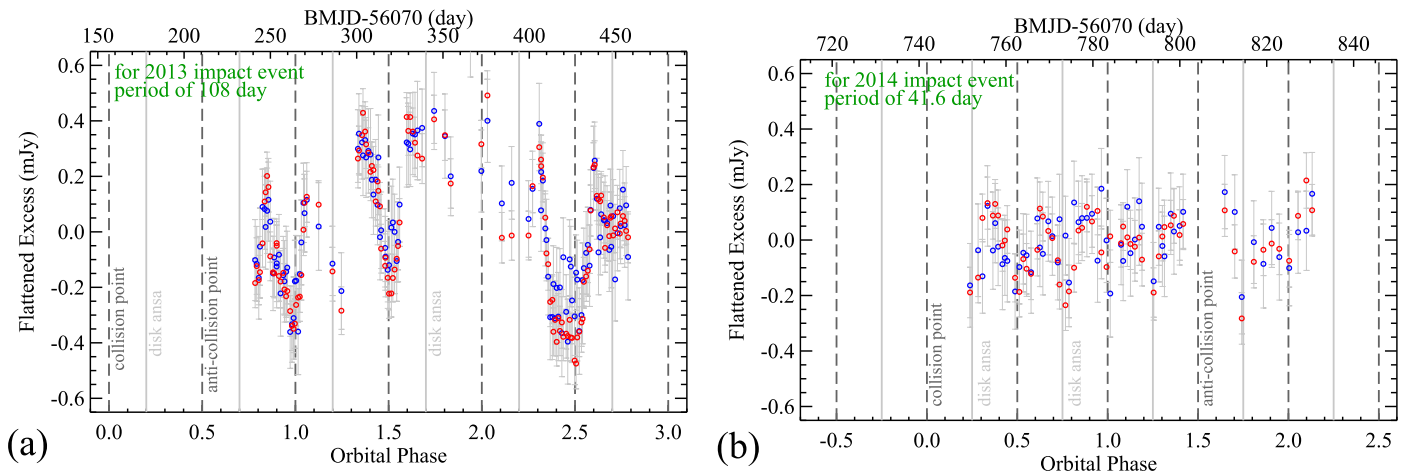 BMJD-56070 (day)
150 200 250 300 350 400 450
for 2013 impact event
period of 108 day
0.6
0.4
0.2
0.0
-0.2
-0.4
-0.6
Flattened Excess (mJy)
collision point
disk ansa
anti-collision point
disk ansa
0.0 0.5 1.0 1.5 2.0 2.5 3.0
Orbital Phase
(a)
BMJD-56070 (day)
720 740 760 780 800 820 840
for 2014 impact event
period of 41.6 day
0.6
0.4
0.2
0.0
-0.2
-0.4
-0.6
Flattened Excess (mJy)
collision point
disk ansa
disk ansa
anti-collision point
-0.5 0.0 0.5 1.0 1.5 2.0 2.5
Orbital Phase
(b)